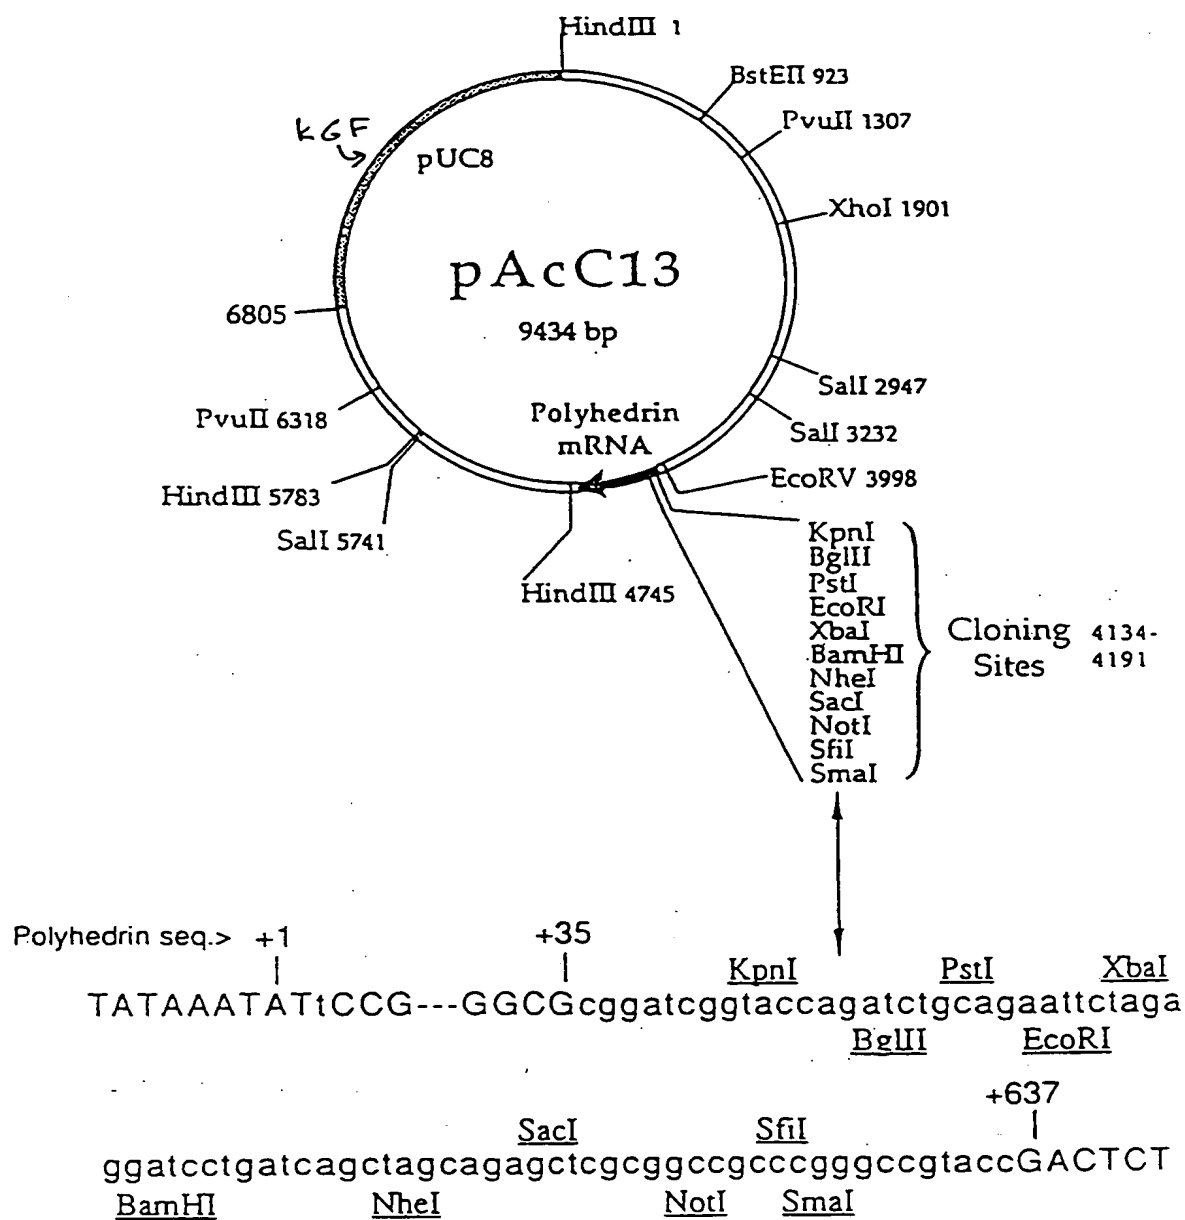 HindIII 1
BstEII 923
PvuII 1307
KGF
pUC8
XhoI 1901
pAcC13
9434 bp
6805
SalI 2947
PvuII 6318
Polyhedrin
mRNA
SalI 3232
EcoRV 3998
HindIII 5783
SalI 5741
HindIII 4745
KpnI
BglII
PstI
EcoRI
XbaI
BamHI
NheI
SacI
NotI
SfiI
SmaI
Cloning
Sites
4134-
4191
Polyhedrin seq.> +1 +35
KpnI PstI XbaI
TATAAATATtCCG---GGCGcggatcggtaccagatctgcagaattctaga
BglII EcoRI
+637
SacI SfiI
ggatcctgatcagctagcagagctcgcggccgcccgggccgtaccGACTCT
BamHI NheI NotI SmaI